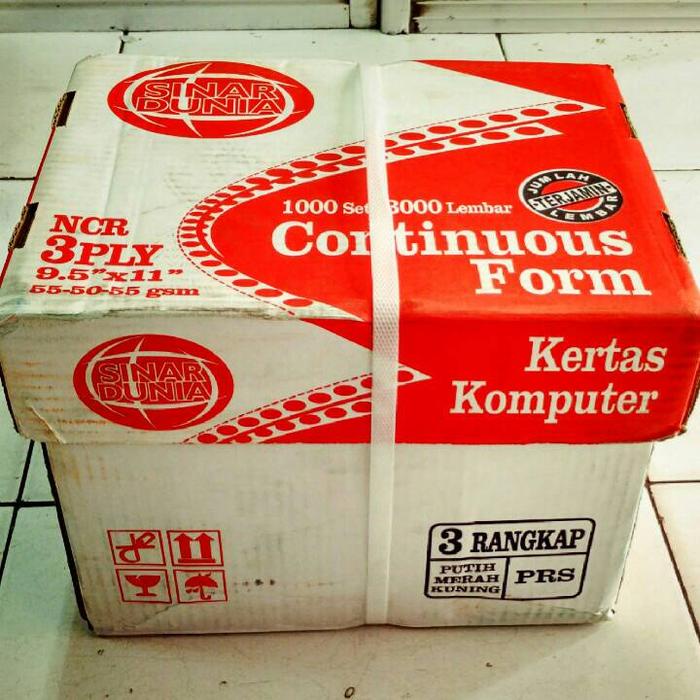 SINAR
DUNIA
NCR
3PLY
9.5"x11"
55-50-55 gsm
1000 Set 3000 Lembar
Continuous
Form
JUMLAH
TERJAMIN
LEMBAR
SINAR
DUNIA
Kertas
Komputer
3 RANGKAP
PUTIH
MERAH
KUNING
PRS